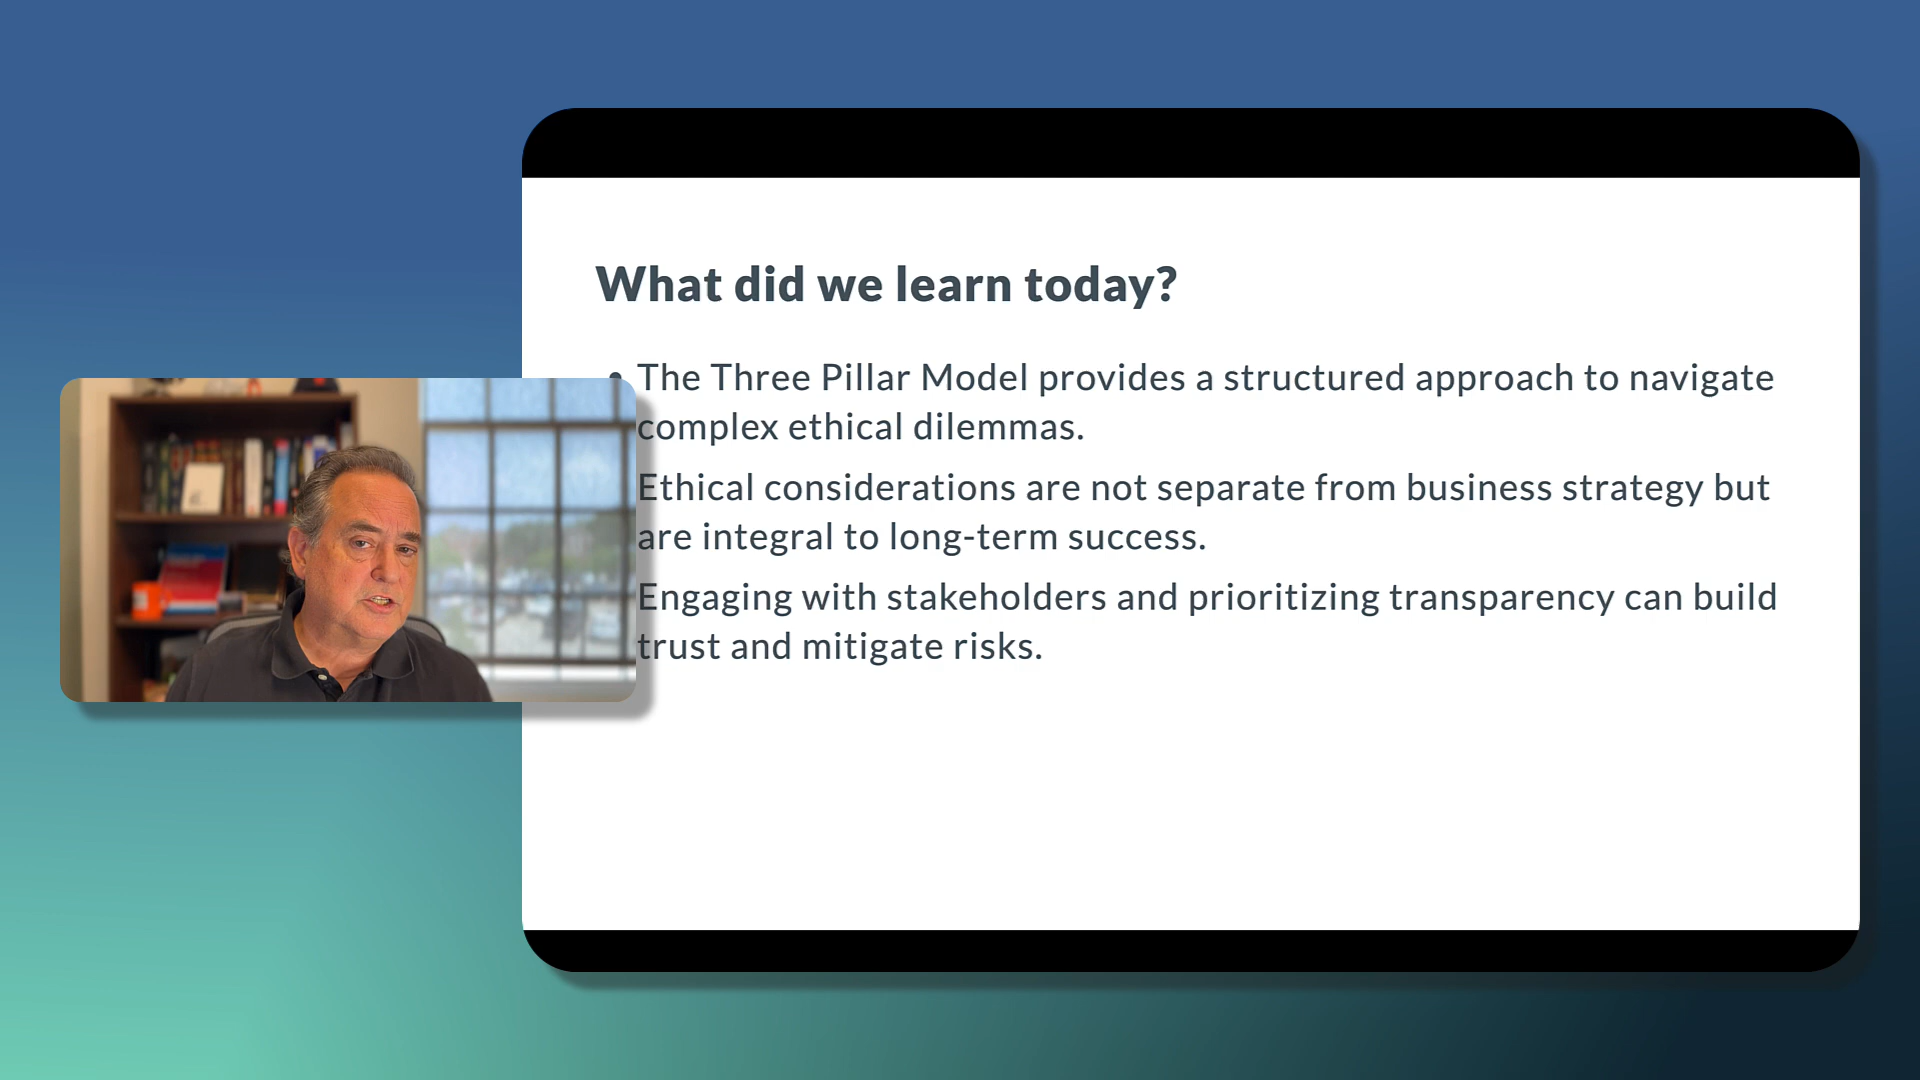 What did we learn today?
• The Three Pillar Model provides a structured approach to navigate
complex ethical dilemmas.
Ethical considerations are not separate from business strategy but
are integral to long-term success.
Engaging with stakeholders and prioritizing transparency can build
trust and mitigate risks.